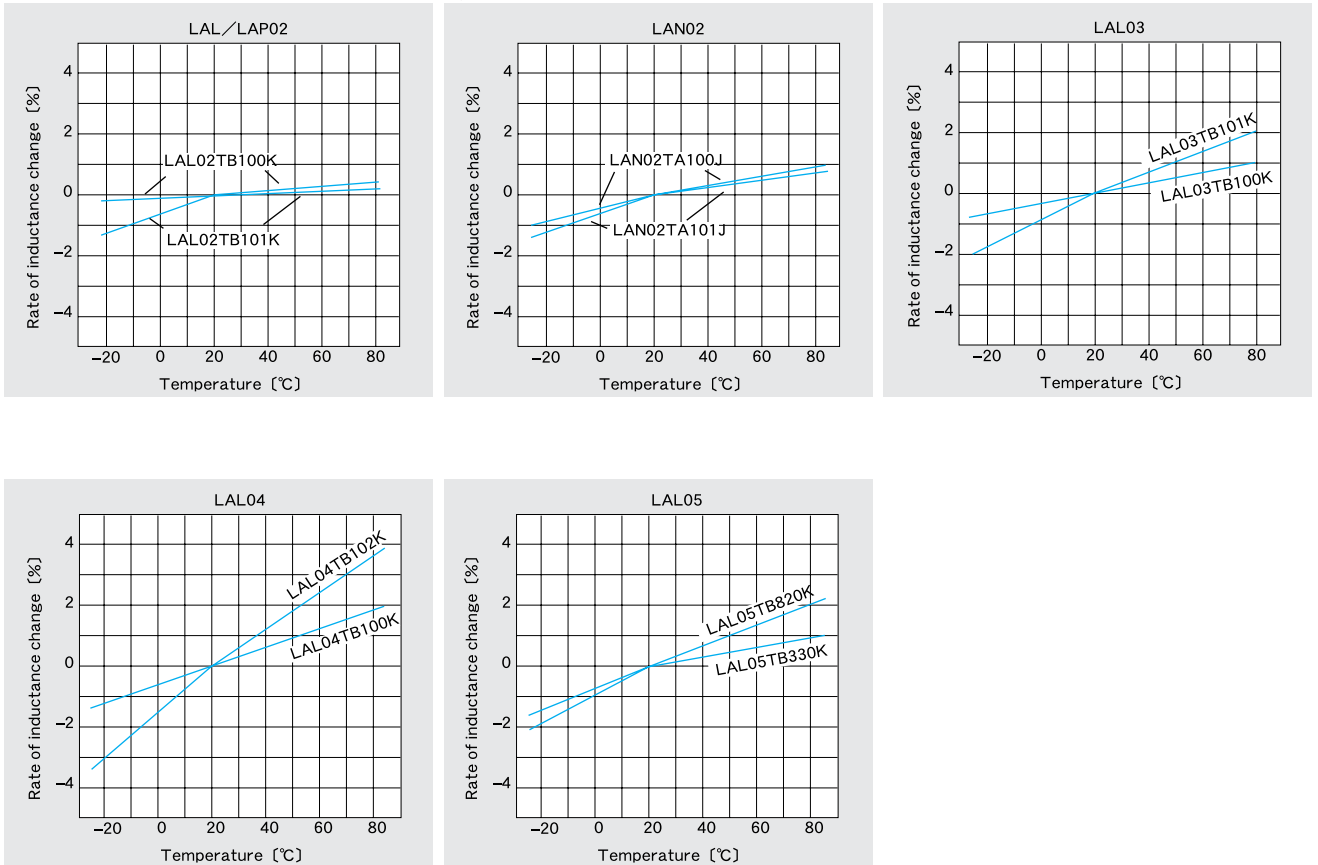 LAL／LAP02
Rate of inductance change〔%〕
4
2
0
−2
−4
LAL02TB100K
LAL02TB101K
−20 0 20 40 60 80
Temperature〔℃〕
LAN02
Rate of inductance change〔%〕
4
2
0
−2
−4
LAN02TA100J
LAN02TA101J
−20 0 20 40 60 80
Temperature〔℃〕
LAL03
Rate of inductance change〔%〕
4
2
0
−2
−4
LAL03TB101K
LAL03TB100K
−20 0 20 40 60 80
Temperature〔℃〕
LAL04
Rate of inductance change〔%〕
4
2
0
−2
−4
LAL04TB102K
LAL04TB100K
−20 0 20 40 60 80
Temperature〔℃〕
LAL05
Rate of inductance change〔%〕
4
2
0
−2
−4
LAL05TB820K
LAL05TB330K
−20 0 20 40 60 80
Temperature〔℃〕